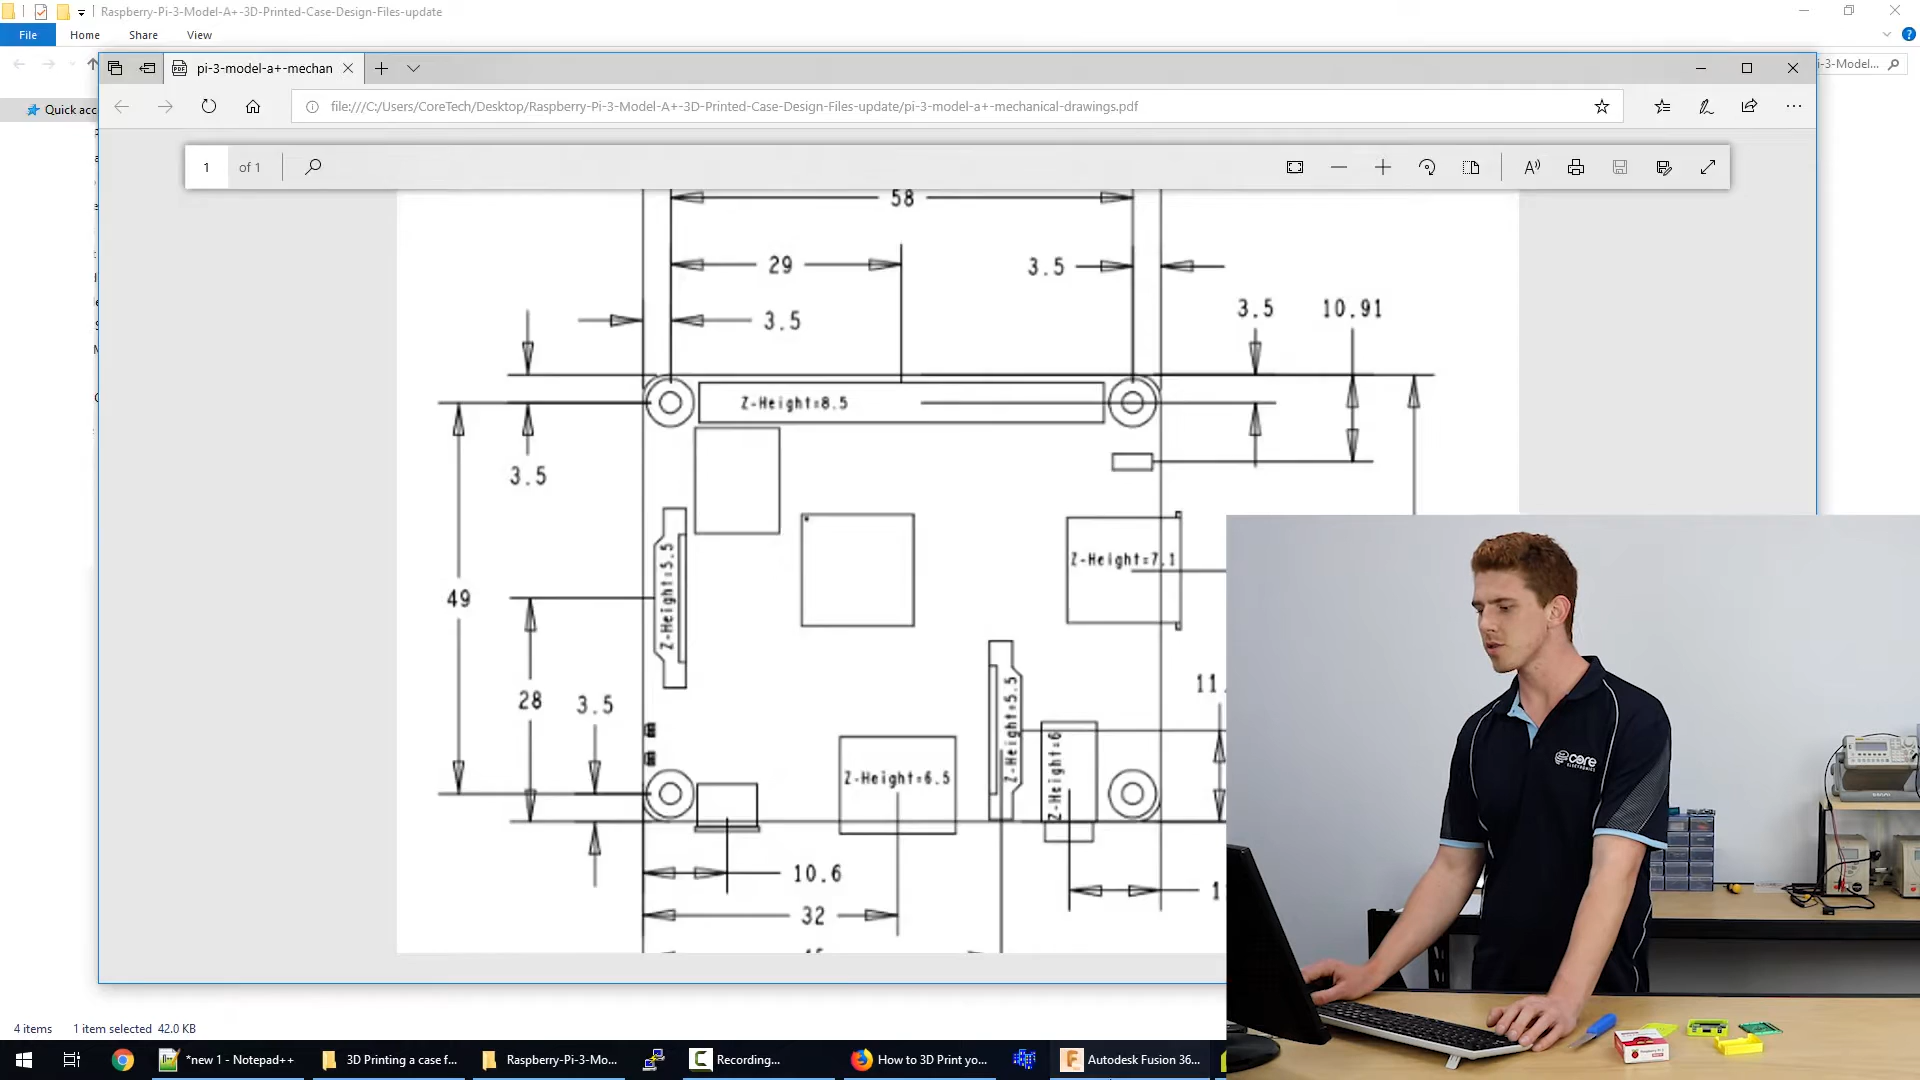 Raspberry-Pi-3-Model-A+-3D-Printed-Case-Design-Files-update
File Home Share View
pi-3-model-a+-mechan
i-3-Model...
file:///C:/Users/CoreTech/Desktop/Raspberry-Pi-3-Model-A+-3D-Printed-Case-Design-Files-update/pi-3-model-a+-mechanical-drawings.pdf
Quick acc
1 of 1
58
29
3.5
3.5
3.5 10.91
Z-Height=8.5
3.5
Z-Height=7.1
Z-Height=5.5
49
28
3.5
11.
Z-Height=5.5
Z-Height=6
Z-Height=6.5
10.6
32
core
ELECTRONICS
4 items 1 item selected 42.0 KB
*new 1 - Notepad++ 3D Printing a case f... Raspberry-Pi-3-Mo... Recording... How to 3D Print yo... Autodesk Fusion 36...